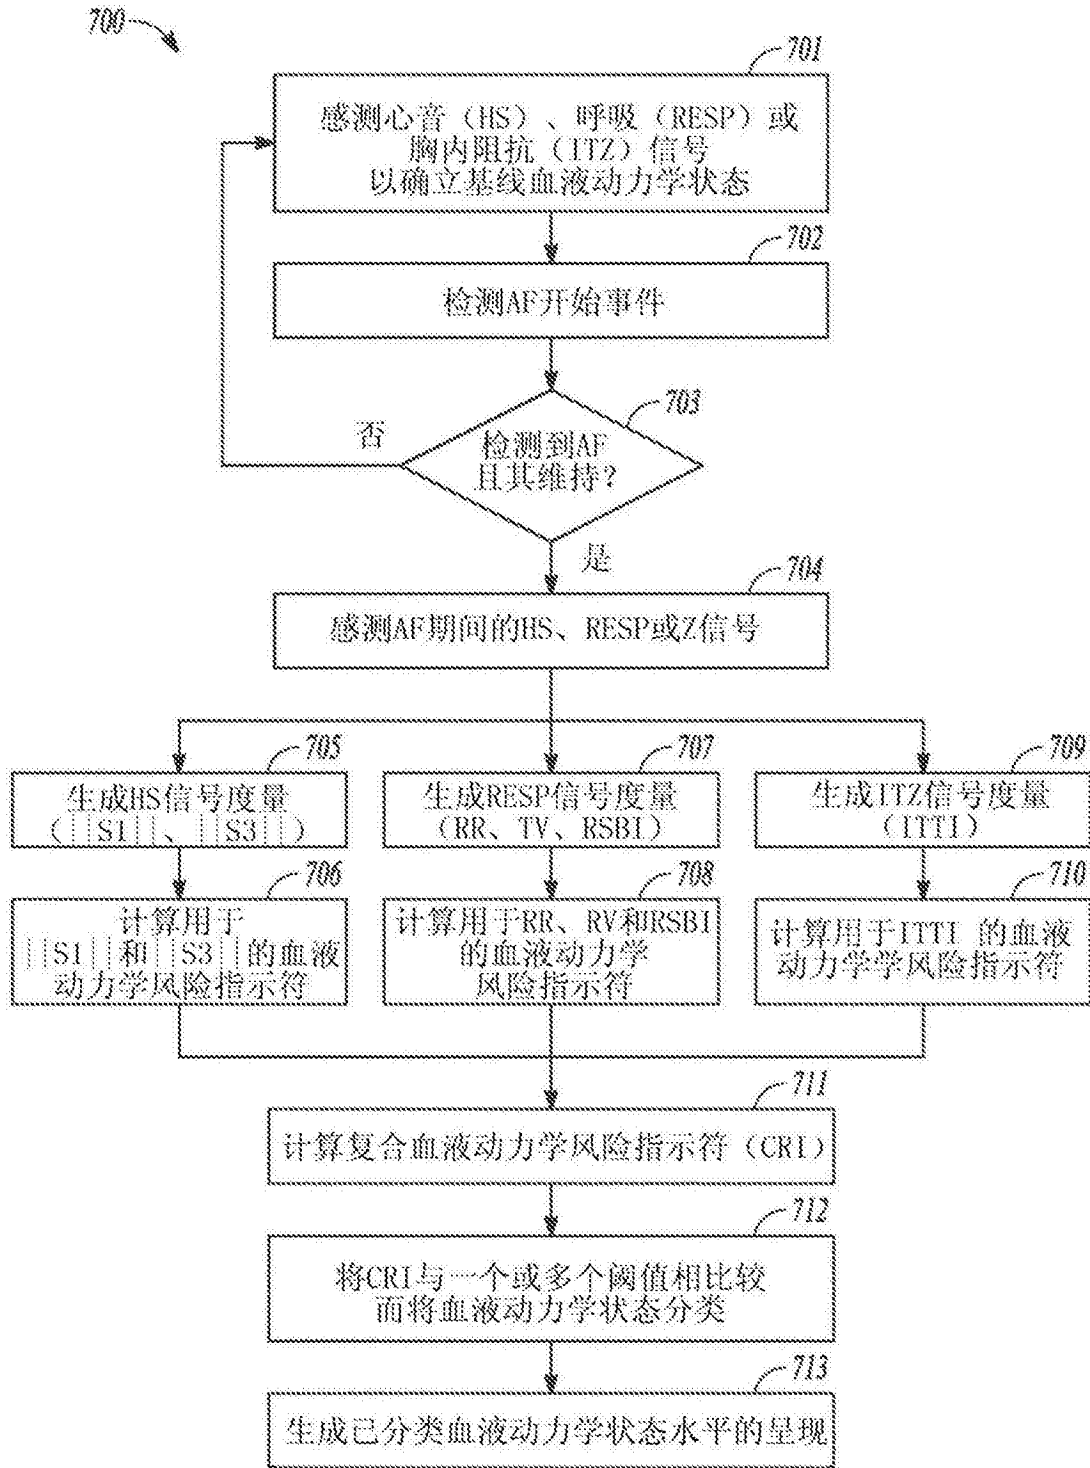 700
701
感测心音（HS）、呼吸（RESP）或
胸内阻抗（ITZ）信号
以确立基线血液动力学状态
702
检测AF开始事件
703
检测到AF
且其维持?
否
是
704
感测AF期间的HS、RESP或Z信号
705
生成HS信号度量
（||S1||、||S3||）
707
生成RESP信号度量
（RR、TV、RSBI）
709
生成ITZ信号度量
（ITTI）
706
计算用于
||S1||和||S3||的血液
动力学风险指示符
708
计算用于RR、RV和RSBI
的血液动力学
风险指示符
710
计算用于ITTI 的血液
动力学学风险指示符
711
计算复合血液动力学风险指示符（CRI）
712
将CRI与一个或多个阈值相比较
而将血液动力学状态分类
713
生成已分类血液动力学状态水平的呈现